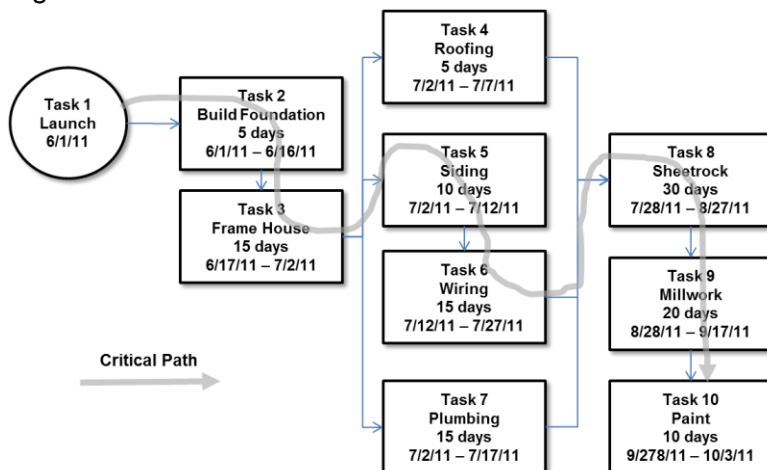 Task 1
Launch
6/1/11
Task 2
Build Foundation
5 days
6/1/11 – 6/16/11
Task 3
Frame House
15 days
6/17/11 – 7/2/11
Task 4
Roofing
5 days
7/2/11 – 7/7/11
Task 5
Siding
10 days
7/2/11 – 7/12/11
Task 6
Wiring
15 days
7/12/11 – 7/27/11
Task 7
Plumbing
15 days
7/2/11 – 7/17/11
Task 8
Sheetrock
30 days
7/28/11 – 8/27/11
Task 9
Millwork
20 days
8/28/11 – 9/17/11
Task 10
Paint
10 days
9/278/11 – 10/3/11
Critical Path